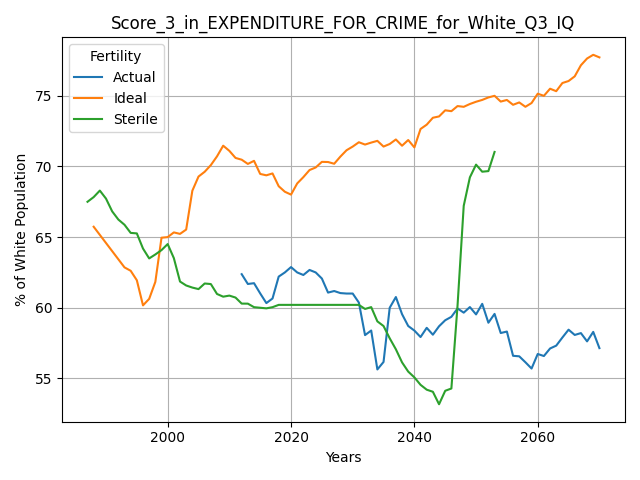 Score_3_in_EXPENDITURE_FOR_CRIME_for_White_Q3_IQ
Fertility
Actual
Ideal
Sterile
% of White Population
75
70
65
60
55
2000
2020
2040
2060
Years